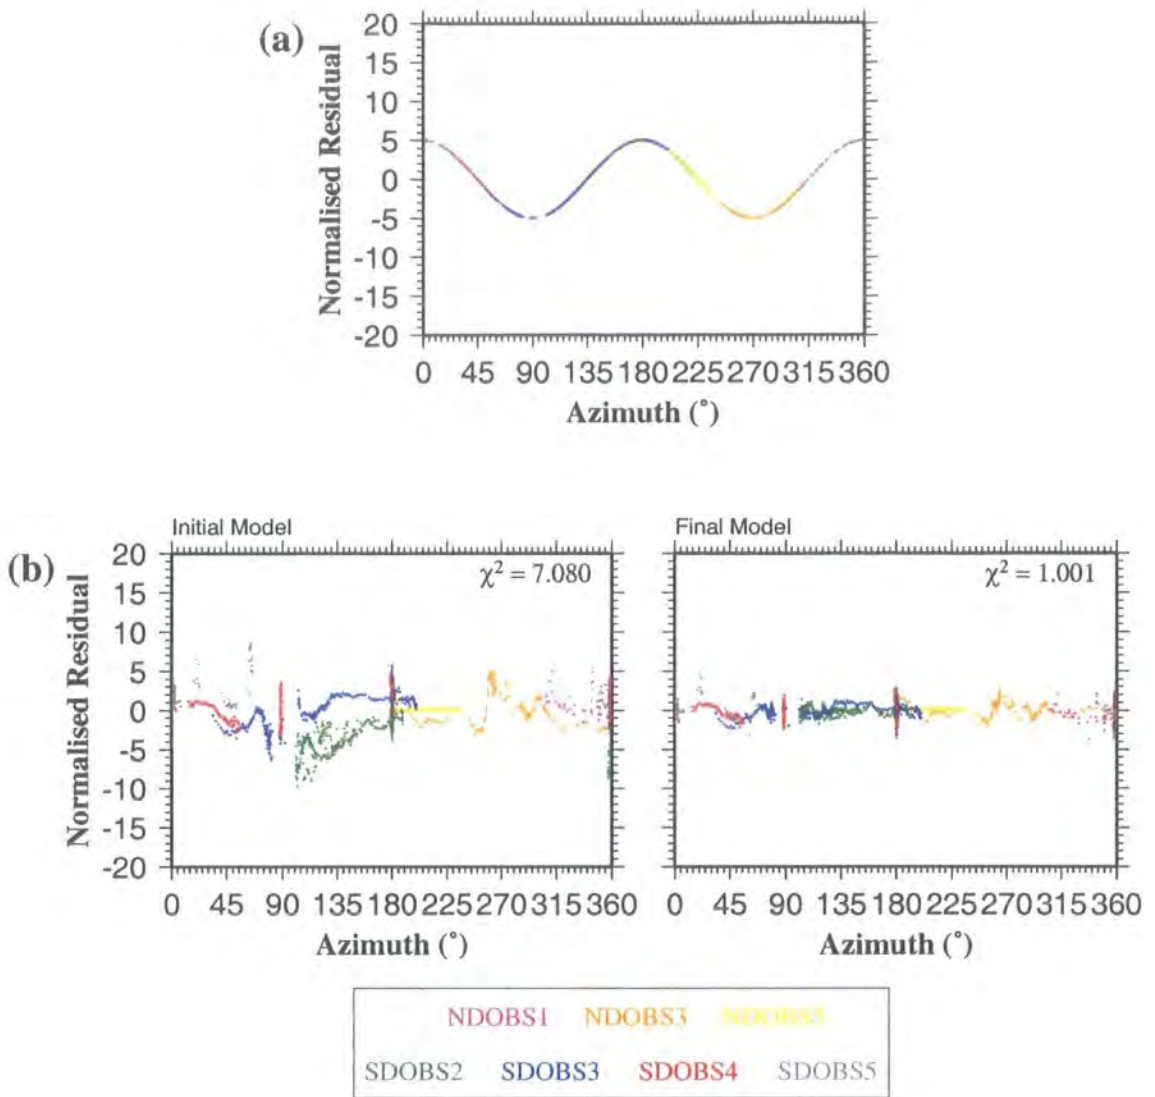 (a)
Normalised Residual
20
15
10
5
0
-5
-10
-15
-20
0 45 90 135 180 225 270 315 360
Azimuth (°)
(b)
Initial Model
χ² = 7.080
Normalised Residual
20
15
10
5
0
-5
-10
-15
-20
0 45 90 135 180 225 270 315 360
Azimuth (°)
Final Model
χ² = 1.001
0 45 90 135 180 225 270 315 360
Azimuth (°)
NDOBS1 NDOBS3 NDOBS5
SDOBS2 SDOBS3 SDOBS4 SDOBS5